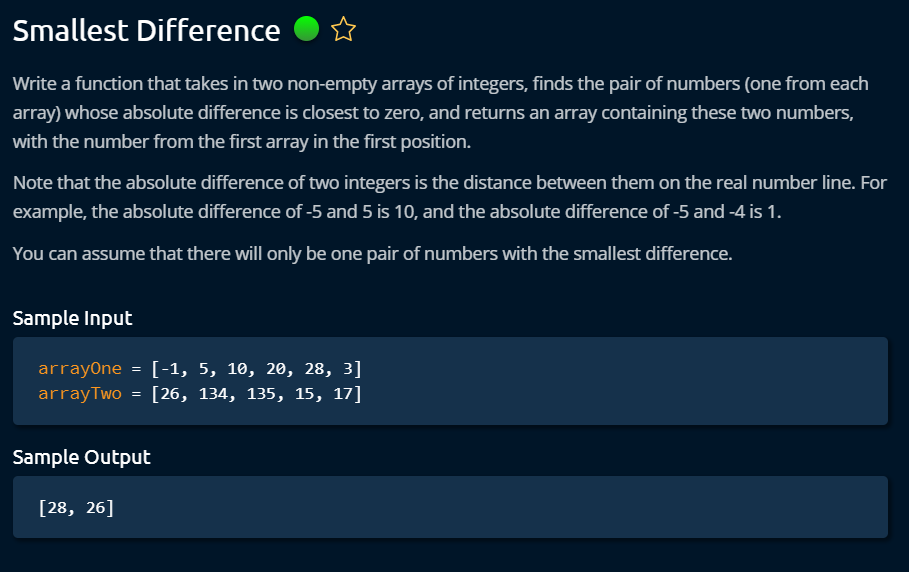 Smallest Difference
Write a function that takes in two non-empty arrays of integers, finds the pair of numbers (one from each
array) whose absolute difference is closest to zero, and returns an array containing these two numbers,
with the number from the first array in the first position.
Note that the absolute difference of two integers is the distance between them on the real number line. For
example, the absolute difference of -5 and 5 is 10, and the absolute difference of -5 and -4 is 1.
You can assume that there will only be one pair of numbers with the smallest difference.
Sample Input
arrayOne = [-1, 5, 10, 20, 28, 3]
arrayTwo = [26, 134, 135, 15, 17]
Sample Output
[28, 26]